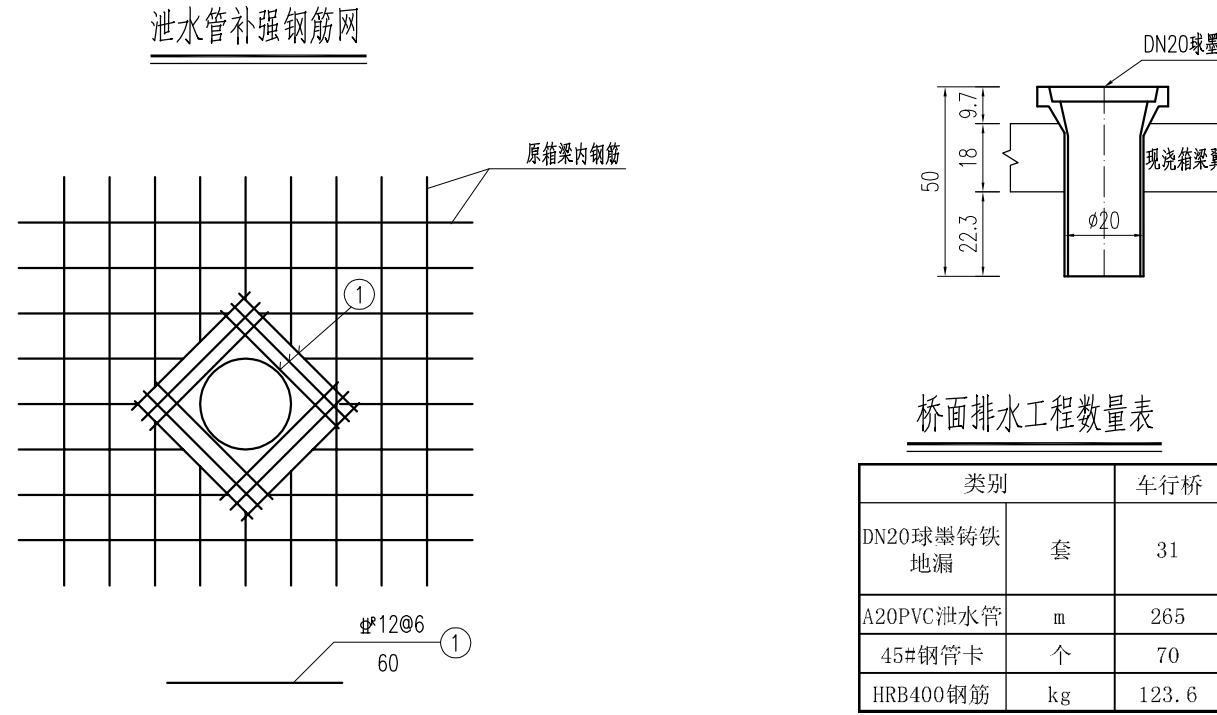 泄水管补强钢筋网
原箱梁内钢筋
1
12@6
60
1
DN20球墨
9.7
18
50
22.3
现浇箱梁翼
ø20
桥面排水工程数量表
类别 车行桥
DN20球墨铸铁
地漏 套 31
A20PVC泄水管 m 265
45#钢管卡 个 70
HRB400钢筋 kg 123.6